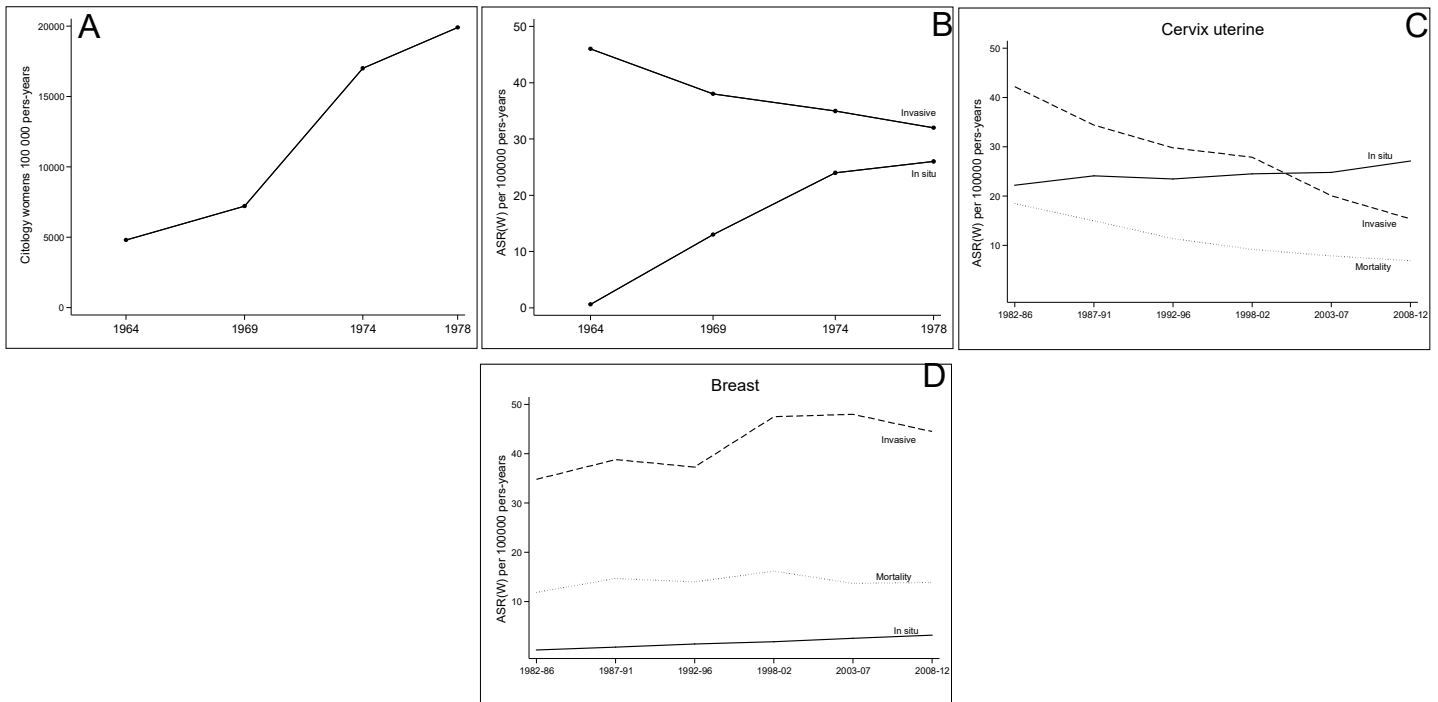 A
Citology womens 100 000 pers-years
20000
15000
10000
5000
0
1964 1969 1974 1978
B
ASR(W) per 100000 pers-years
50
40
30
20
10
0
Invasive
In situ
1964 1969 1974 1978
C
Cervix uterine
ASR(W) per 100000 pers-years
50
40
30
20
10
In situ
Invasive
Mortality
1982-86 1987-91 1992-96 1998-02 2003-07 2008-12
D
Breast
ASR(W) per 100000 pers-years
50
40
30
20
10
Invasive
Mortality
In situ
1982-86 1987-91 1992-96 1998-02 2003-07 2008-12